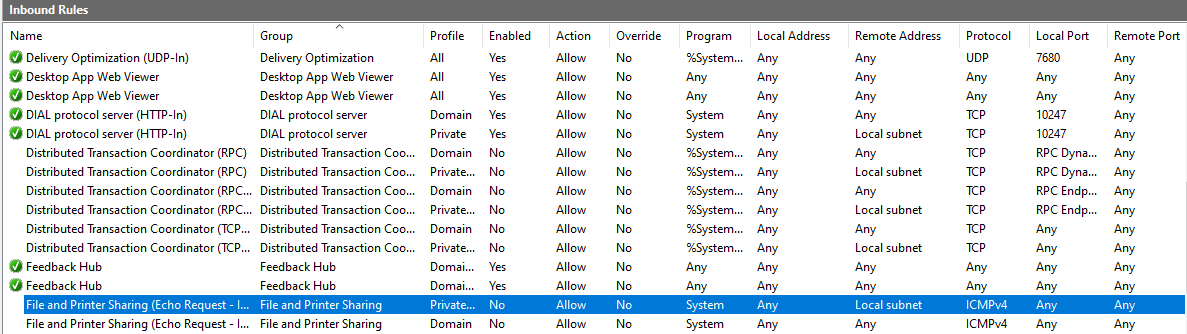 Inbound Rules
Name Group Profile Enabled Action Override Program Local Address Remote Address Protocol Local Port Remote Port
Delivery Optimization (UDP-In) Delivery Optimization All Yes Allow No %System... Any Any UDP 7680 Any
Desktop App Web Viewer Desktop App Web Viewer All Yes Allow No Any Any Any Any Any Any
Desktop App Web Viewer Desktop App Web Viewer All Yes Allow No Any Any Any Any Any Any
DIAL protocol server (HTTP-In) DIAL protocol server Domain Yes Allow No System Any Any TCP 10247 Any
DIAL protocol server (HTTP-In) DIAL protocol server Private Yes Allow No System Any Local subnet TCP 10247 Any
Distributed Transaction Coordinator (RPC) Distributed Transaction Coo... Domain No Allow No %System... Any Any TCP RPC Dyna... Any
Distributed Transaction Coordinator (RPC) Distributed Transaction Coo... Private... No Allow No %System... Any Local subnet TCP RPC Dyna... Any
Distributed Transaction Coordinator (RPC... Distributed Transaction Coo... Domain No Allow No %System... Any Any TCP RPC Endp... Any
Distributed Transaction Coordinator (RPC... Distributed Transaction Coo... Private... No Allow No %System... Any Local subnet TCP RPC Endp... Any
Distributed Transaction Coordinator (TCP... Distributed Transaction Coo... Domain No Allow No %System... Any Any TCP Any Any
Distributed Transaction Coordinator (TCP... Distributed Transaction Coo... Private... No Allow No %System... Any Local subnet TCP Any Any
Feedback Hub Feedback Hub Domai... Yes Allow No Any Any Any Any Any Any
Feedback Hub Feedback Hub Domai... Yes Allow No Any Any Any Any Any Any
File and Printer Sharing (Echo Request - I... File and Printer Sharing Private... No Allow No System Any Local subnet ICMPv4 Any Any
File and Printer Sharing (Echo Request - I... File and Printer Sharing Domain No Allow No System Any Any ICMPv4 Any Any